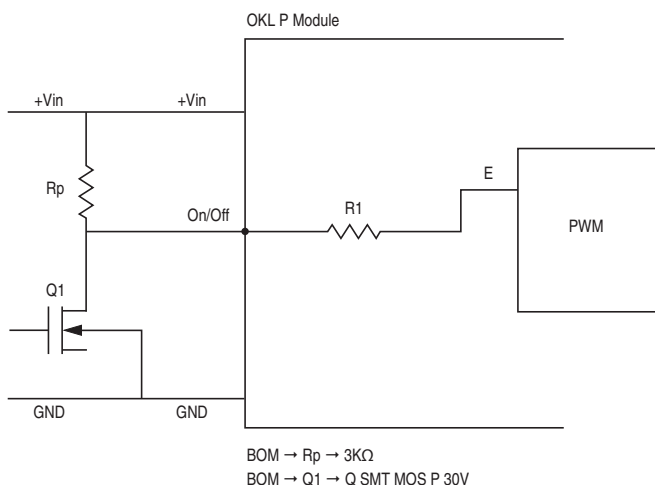 OKL P Module
+Vin +Vin
Rp
On/Off
R1
E
PWM
Q1
GND GND
BOM → Rp → 3KΩ
BOM → Q1 → Q SMT MOS P 30V